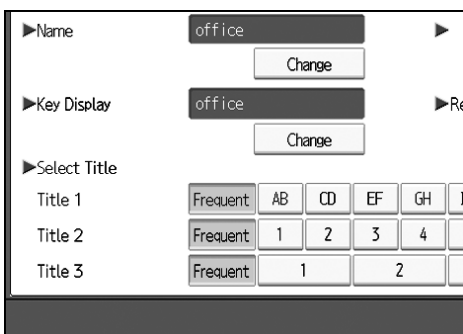 ▶Name office ▶
Change
▶Key Display office ▶Re
Change
▶Select Title
Title 1 Frequent AB CD EF GH
Title 2 Frequent 1 2 3 4
Title 3 Frequent 1 2